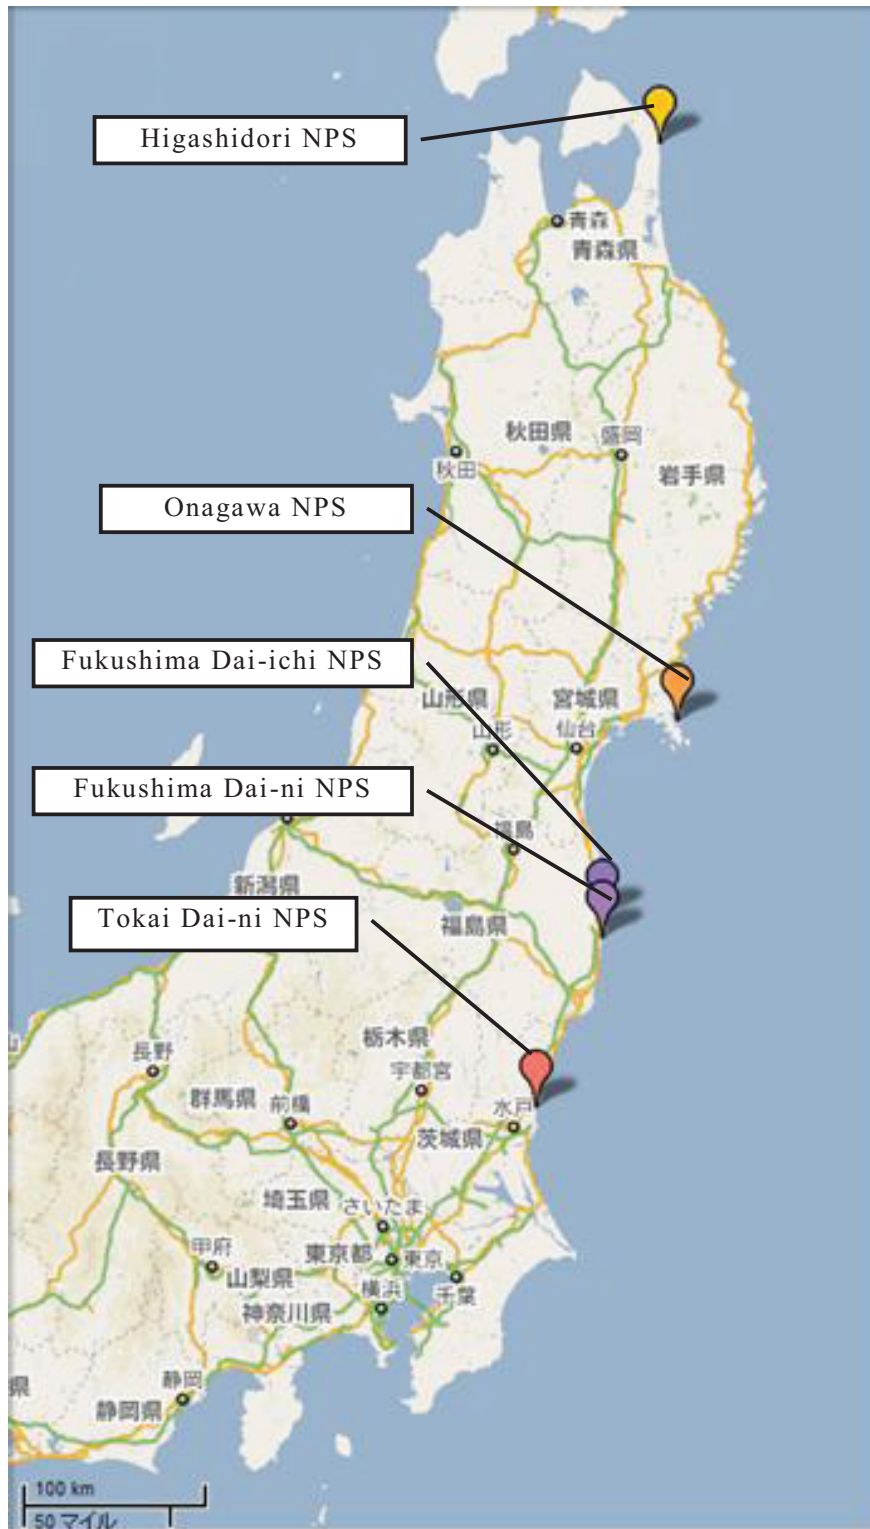 Higashidori NPS
青森
青森県
秋田県
盛岡
秋田
岩手県
Onagawa NPS
Fukushima Dai-ichi NPS
山形県
宮城県
山形
仙台
Fukushima Dai-ni NPS
福島
新潟県
Tokai Dai-ni NPS
福島県
栃木県
長野
宇都宮
群馬県
前橋
水戸
茨城県
長野県
埼玉県
さいたま
東京都
東京
甲府
山梨県
横浜
千葉
神奈川県
静岡
県
静岡県
100 km
50 マイル